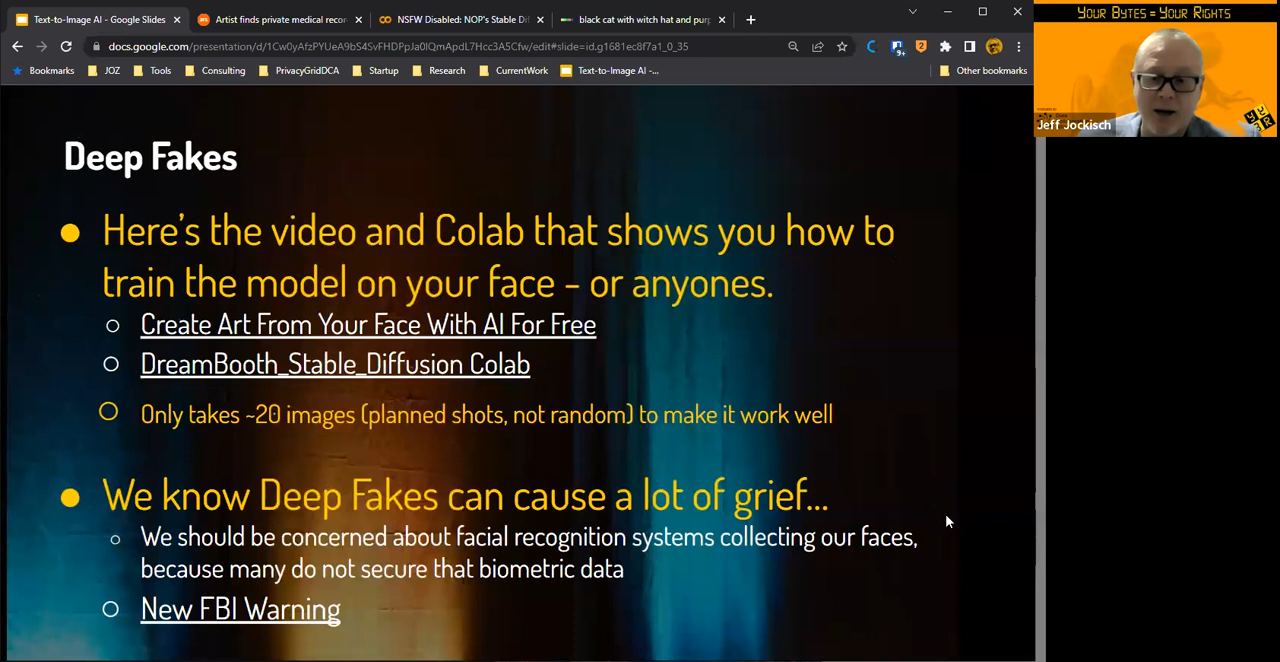 Text-to-Image AI - Google Slides
Artist finds private medical recor
NSFW Disabled: NOP's Stable Dif
black cat with witch hat and purp
docs.google.com/presentation/d/1Cw0yAfzPYUeA9bS4SvFHDPpJa0lQmApdL7Hcc3A5Cfw/edit#slide=id.g1681ec8f7a1_0_35
9+
2
Bookmarks
JOZ
Tools
Consulting
PrivacyGridDCA
Startup
Research
CurrentWork
Text-to-Image AI -...
Other bookmarks
Your Bytes = Your Rights
Jeff Jockisch
Deep Fakes
Here's the video and Colab that shows you how to
train the model on your face - or anyones.
Create Art From Your Face With AI For Free
DreamBooth_Stable_Diffusion Colab
Only takes ~20 images (planned shots, not random) to make it work well
We know Deep Fakes can cause a lot of grief...
We should be concerned about facial recognition systems collecting our faces,
because many do not secure that biometric data
New FBI Warning